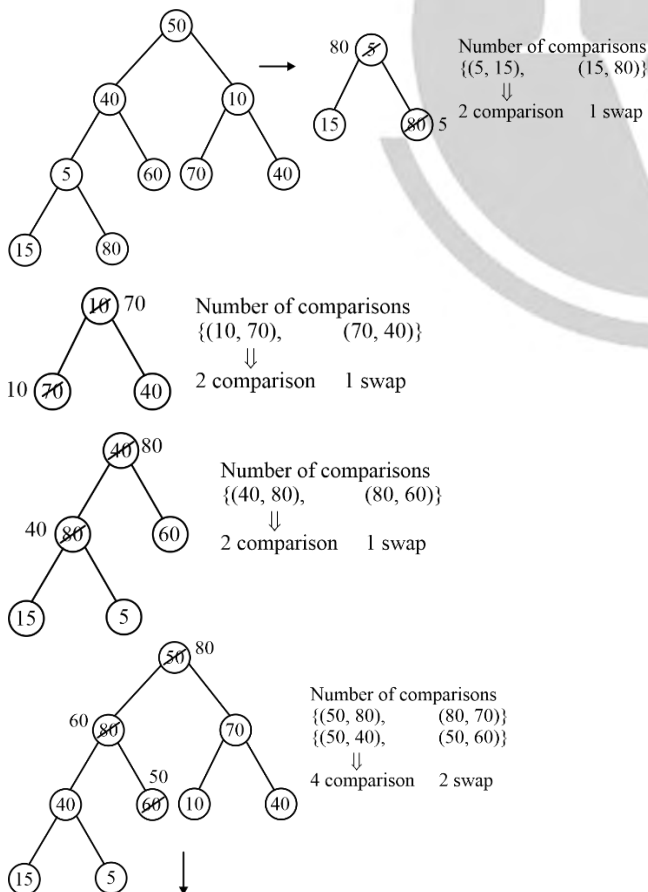 50
80 5 Number of comparisons
{(5, 15), (15, 80)}
⇓
40 10
15 80 5 2 comparison 1 swap
5 60 70 40
15 80
10 70 Number of comparisons
{(10, 70), (70, 40)}
⇓
10 70 40 2 comparison 1 swap
40 80
Number of comparisons
{(40, 80), (80, 60)}
⇓
40 80 60 2 comparison 1 swap
15 5
50 80
Number of comparisons
{(50, 80), (80, 70)}
60 80 70 {(50, 40), (50, 60)}
⇓
50
4 comparison 2 swap
40 60 10 40
15 5